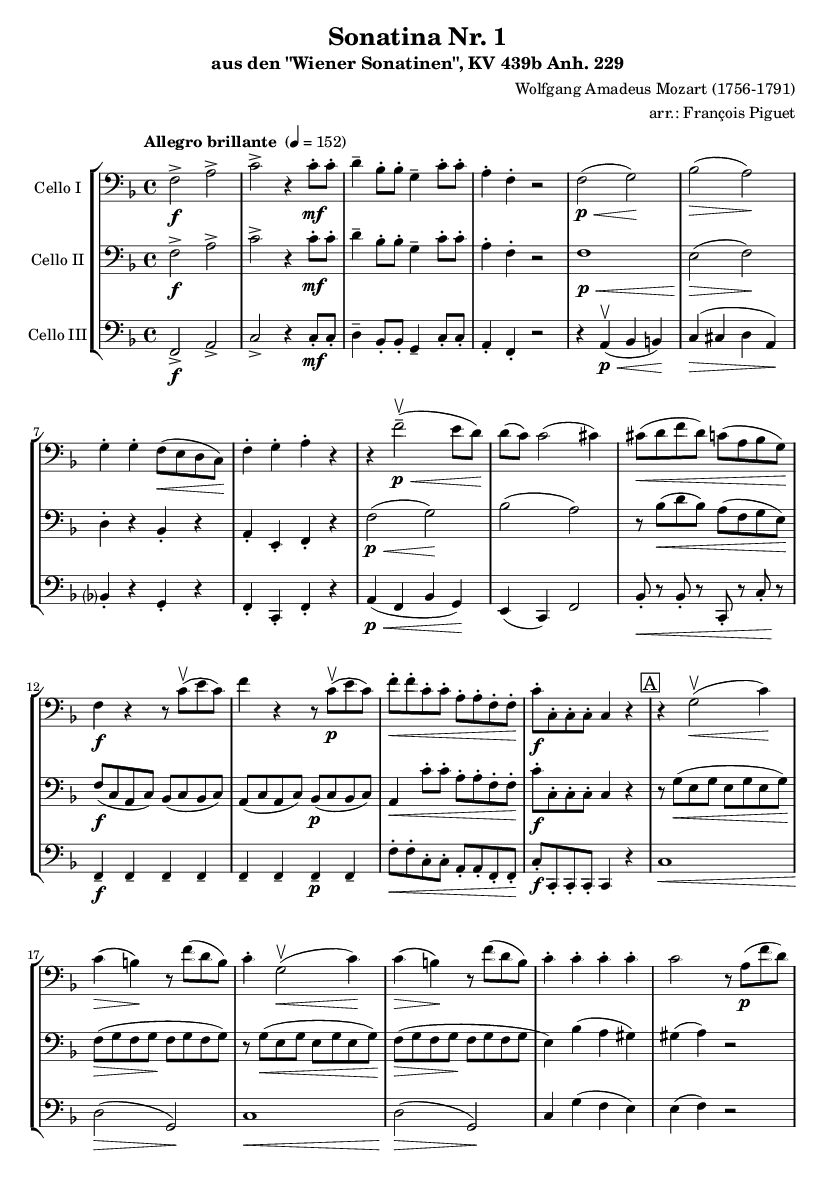 Sonatina Nr. 1
aus den "Wiener Sonatinen", KV 439b Anh. 229
Wolfgang Amadeus Mozart (1756-1791)
arr.: François Piguet
Allegro brillante (♩ = 152)
Cello I
f mf p
Cello II
f mf p
Cello III
f mf p
7
p
p
p
12
A
f p f
f p f
f p f
17
p